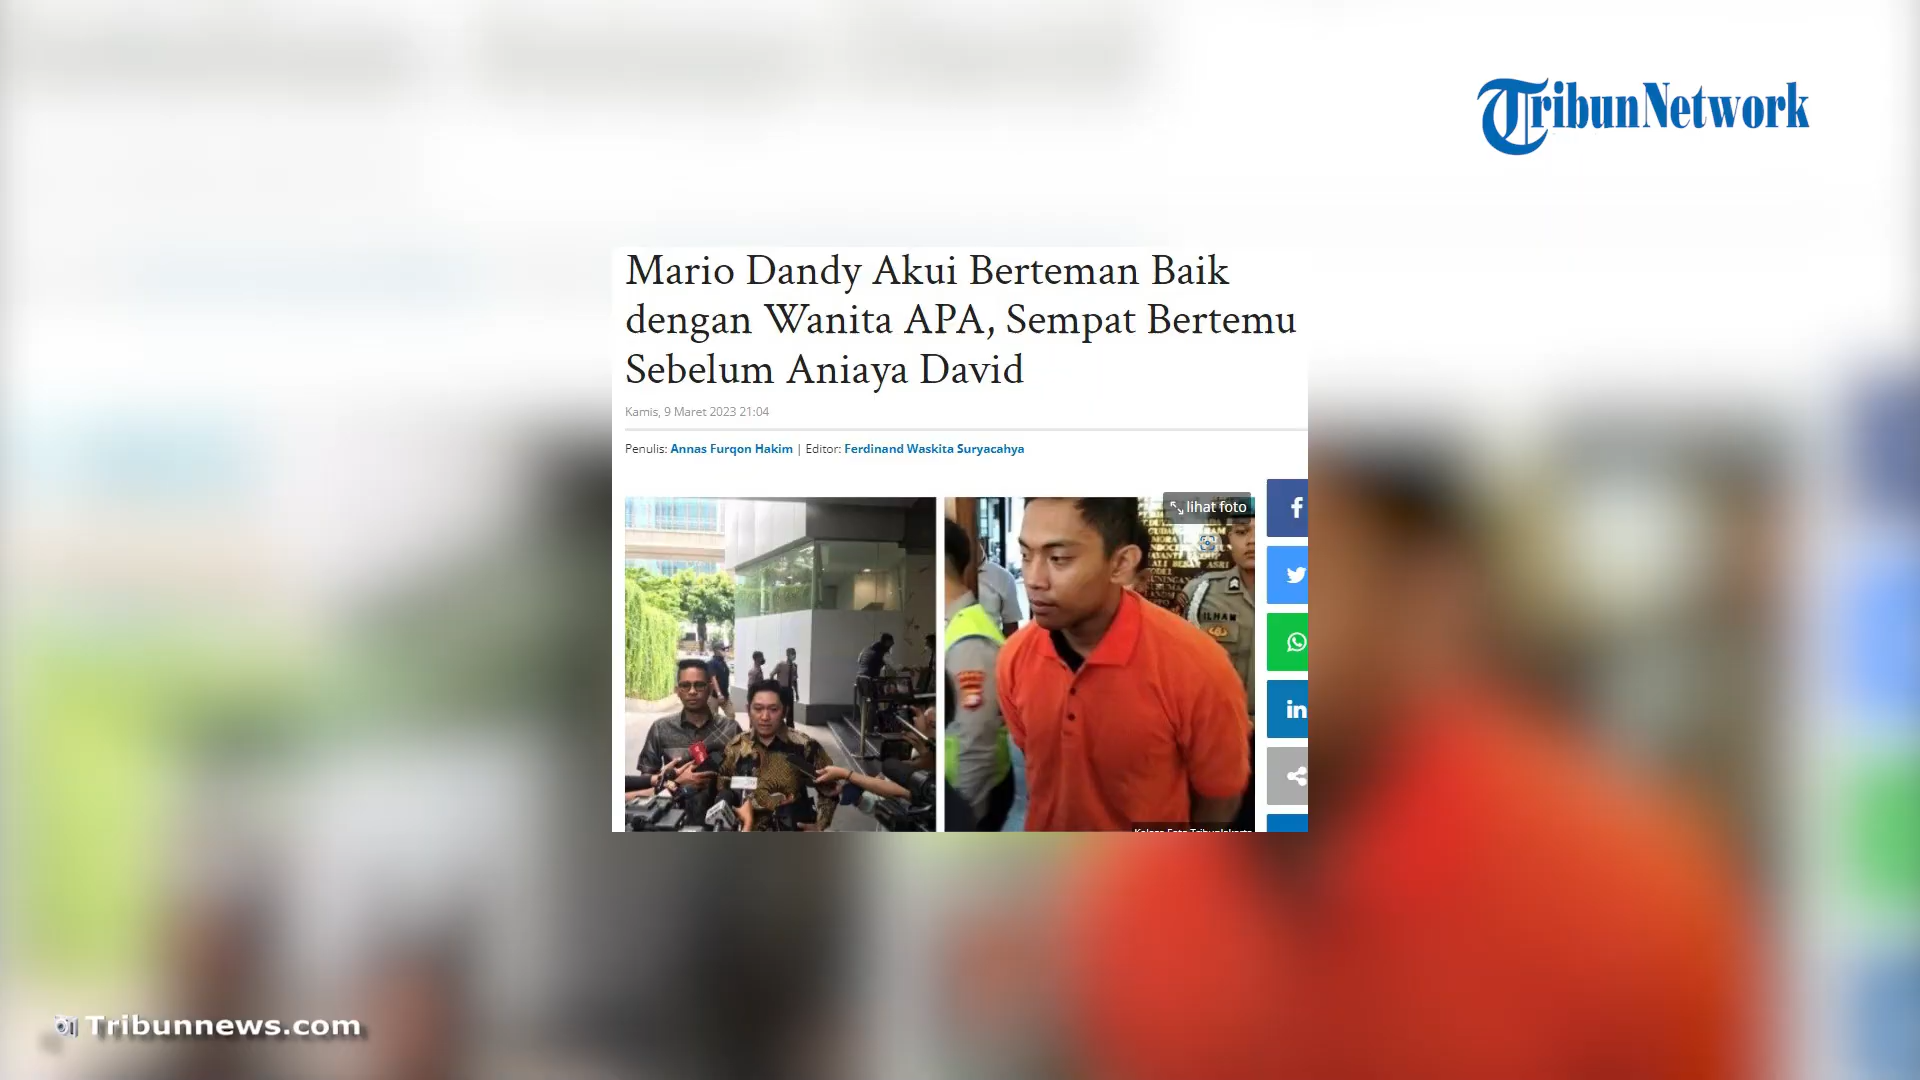 TribunNetwork
Mario Dandy Akui Berteman Baik
dengan Wanita APA, Sempat Bertemu
Sebelum Aniaya David
Kamis, 9 Maret 2023 21:04
Penulis: Annas Furqon Hakim | Editor: Ferdinand Waskita Suryacahya
lihat foto
ILHAM
Tribunnews.com